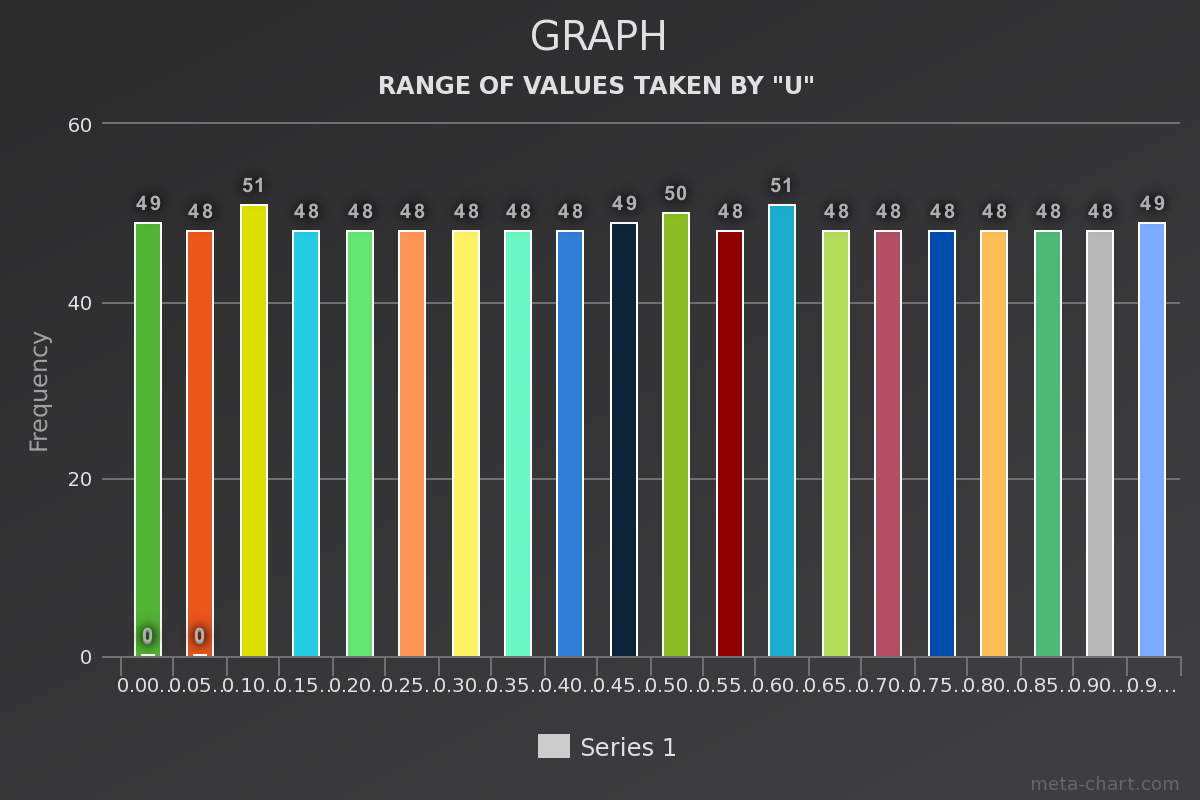 GRAPH
RANGE OF VALUES TAKEN BY "U"
60
40
20
0
Frequency
49 48 51 48 48 48 48 48 48 49 50 48 51 48 48 48 48 48 48 49
0 0
0.00… 0.05… 0.10… 0.15… 0.20… 0.25… 0.30… 0.35… 0.40… 0.45… 0.50… 0.55… 0.60… 0.65… 0.70… 0.75… 0.80… 0.85… 0.90… 0.9…
Series 1
meta-chart.com